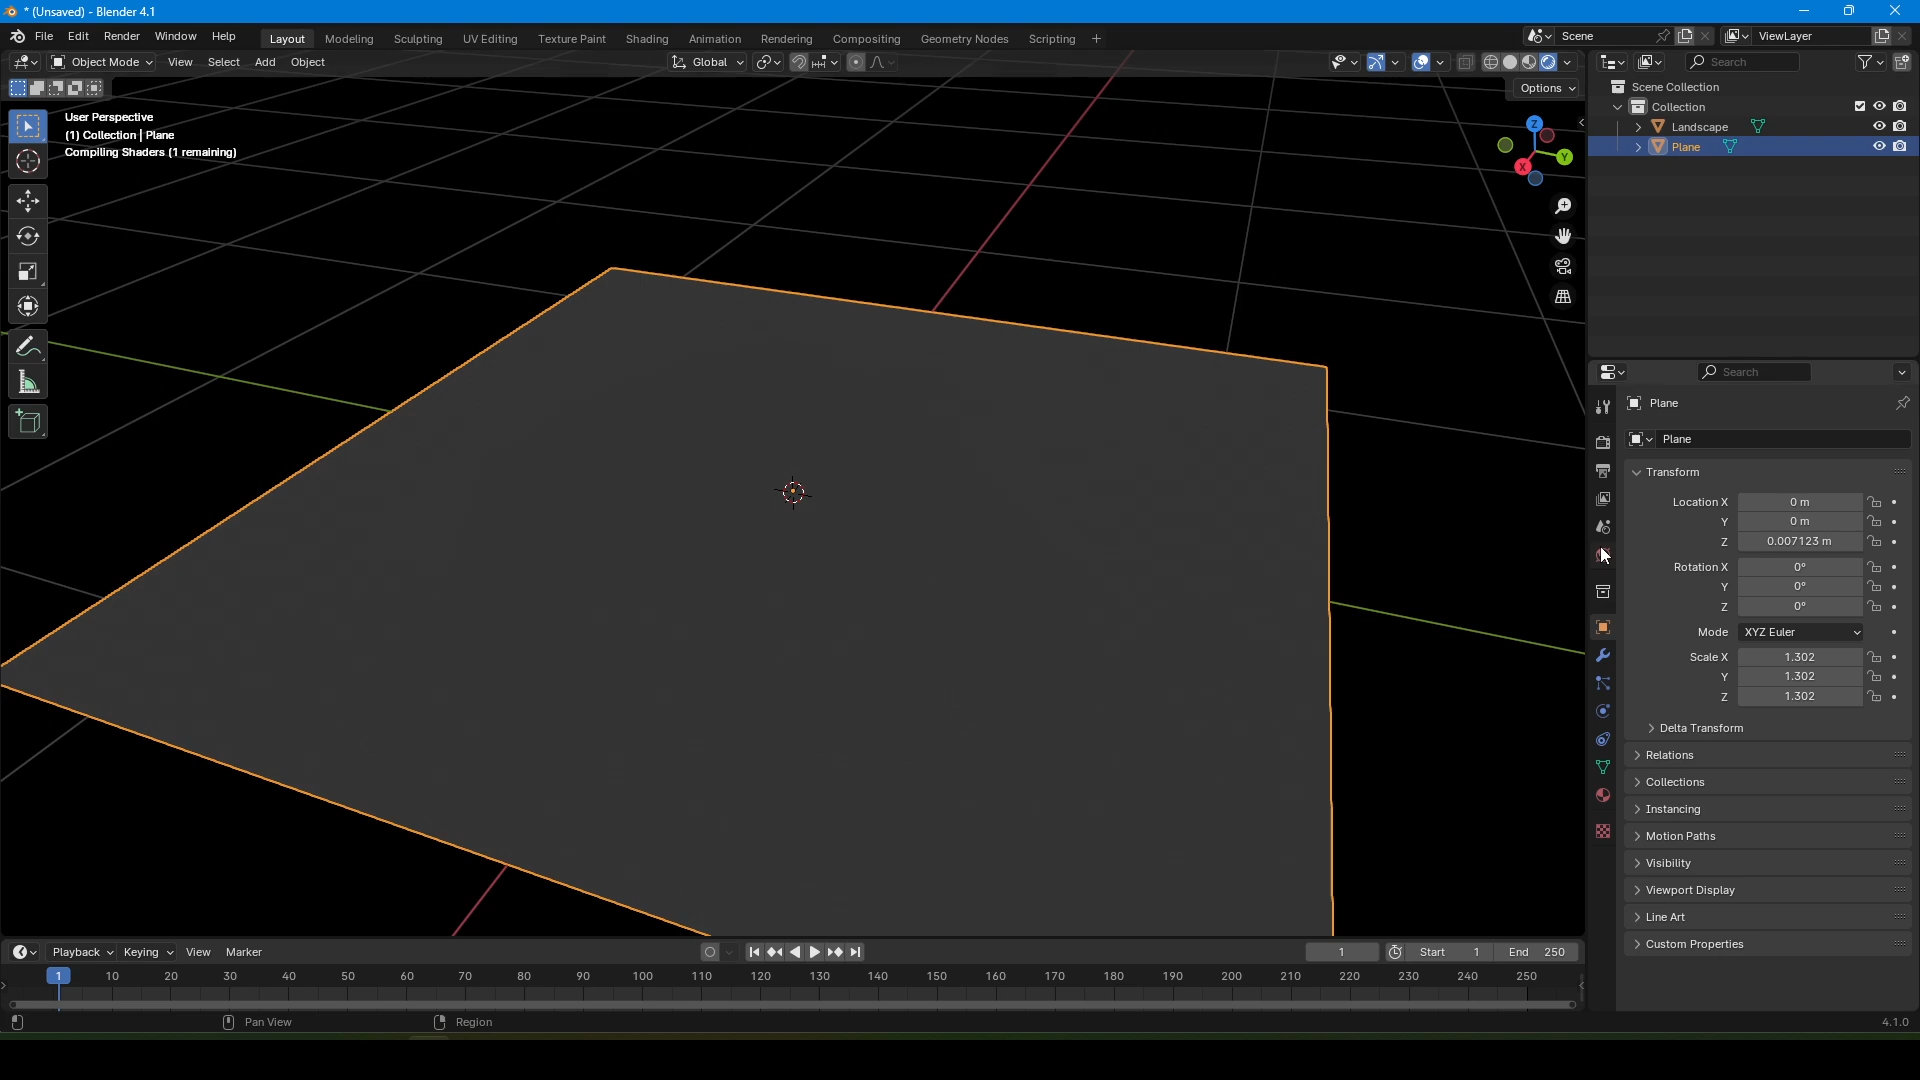 * (Unsaved) - Blender 4.1
File Edit Render Window Help Layout Modeling Sculpting UV Editing Texture Paint Shading Animation Rendering Compositing Geometry Nodes Scripting + Scene ViewLayer
Object Mode View Select Add Object Global Search
Options
User Perspective
(1) Collection | Plane
Compiling Shaders (1 remaining)
Z
Y
X
Scene Collection
Collection
Landscape
Plane
Search
Plane
Plane
Transform
Location X 0 m
Y 0 m
Z 0.007123 m
Rotation X 0°
Y 0°
Z 0°
Mode XYZ Euler
Scale X 1.302
Y 1.302
Z 1.302
Delta Transform
Relations
Collections
Instancing
Motion Paths
Visibility
Viewport Display
Line Art
Custom Properties
Playback Keying View Marker 1 Start 1 End 250
1 10 20 30 40 50 60 70 80 90 100 110 120 130 140 150 160 170 180 190 200 210 220 230 240 250
Pan View Region 4.1.0